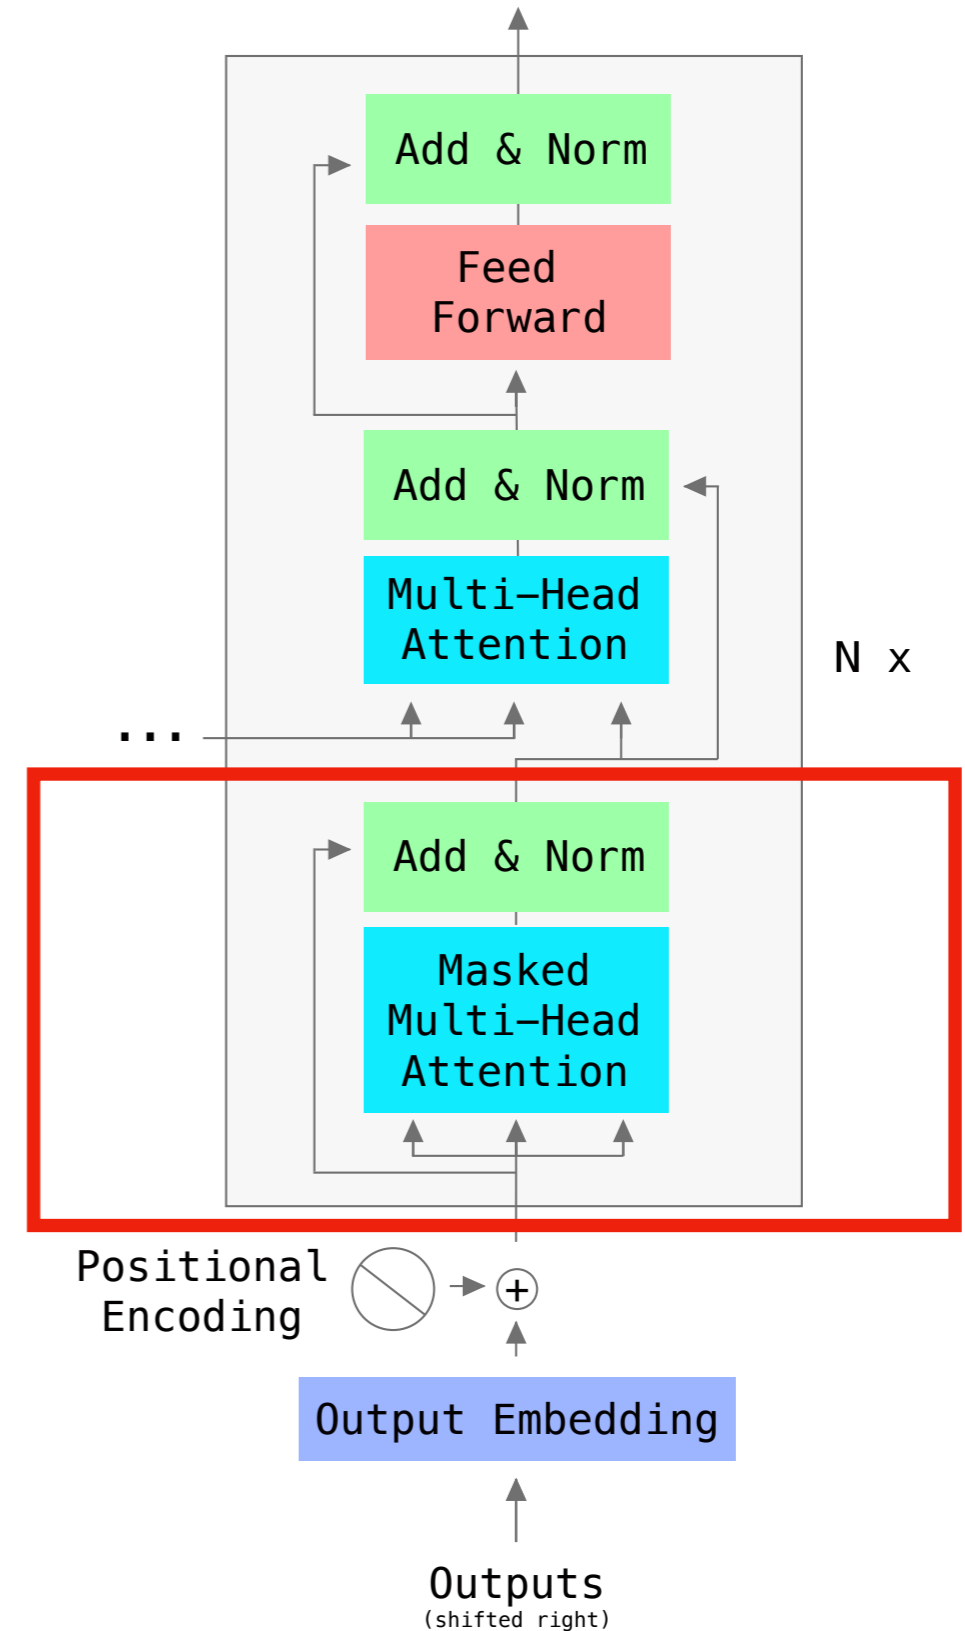 Add & Norm
Feed
Forward
Add & Norm
Multi-Head
Attention
N x
...
Add & Norm
Masked
Multi-Head
Attention
Positional
Encoding
+
Output Embedding
Outputs
(shifted right)